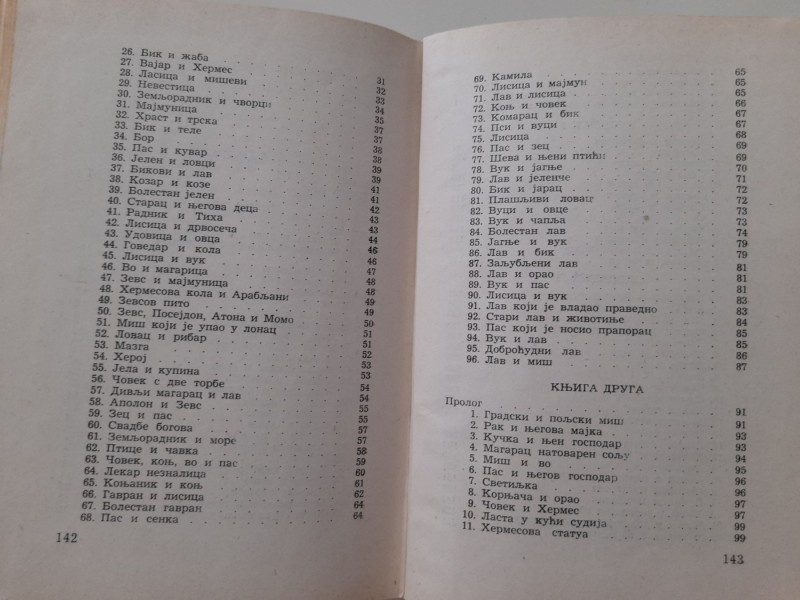 26. Бик и жаба 31
27. Вајар и Хермес 32
28. Ласица и мишеви 32
29. Невестица 33
30. Земљорадник и чворци 34
31. Мајмуница 35
32. Храст и трска 37
33. Бик и теле 37
34. Бор 38
35. Пас и кувар 38
36. Јелен и ловци 39
37. Бикови и лав 39
38. Козар и козе 41
39. Болестан јелен 41
40. Старац и његова деца 42
41. Радник и Тиха 43
42. Лисица и дрвосеча 44
43. Удовица и овца 46
44. Говедар и кола 46
45. Лисица и вук 47
46. Во и магарица 47
47. Зевс и мајмуница 48
48. Хермесова кола и Арабљани 49
49. Зевсов пито 49
50. Зевс, Посејдон, Атона и Момо 50
51. Миш који је упао у лонац 51
52. Ловац и рибар 51
53. Мазга 52
54. Херој 53
55. Јела и купина 53
56. Човек с две торбе 54
57. Дивљи магарац и лав 54
58. Аполон и Зевс 55
59. Зец и пас 55
60. Свадбе богова 57
61. Земљорадник и море 57
62. Птице и чавка 58
63. Човек, коњ, во и пас 59
64. Лекар незналица 60
65. Коњаник и коњ 61
66. Гавран и лисица 62
67. Болестан гавран 64
68. Пас и сенка 64
142
69. Камила 65
70. Лисица и мајмун 65
71. Лав и лисица 65
72. Коњ и човек 66
73. Комарац и бик 67
74. Пси и вуци 67
75. Лисица 68
76. Пас и зец 69
77. Шева и њени птићи 69
78. Вук и јагње 70
79. Лав и јеленче 71
80. Бик и јарац 72
81. Плашљиви ловац 72
82. Вуци и овце 73
83. Вук и чапља 73
84. Болестан лав 74
85. Јагње и вук 79
86. Лав и бик 79
87. Заљубљени лав 81
88. Лав и орао 81
89. Вук и пас 81
90. Лисица и вук 83
91. Лав који је владао праведно 83
92. Стари лав и животиње 84
93. Пас који је носио прапорац 85
94. Вук и лав 85
95. Доброћудни лав 86
96. Лав и миш 87
КЊИГА ДРУГА
Пролог 91
1. Градски и пољски миш 91
2. Рак и његова мајка 93
3. Кучка и њен господар 93
4. Магарац натоварен сољу 94
5. Миш и во 95
6. Пас и његов господар 96
7. Светиљка 96
8. Корњача и орао 97
9. Човек и Хермес 97
10. Ласта у кући судија 99
11. Хермесова статуа 99
143